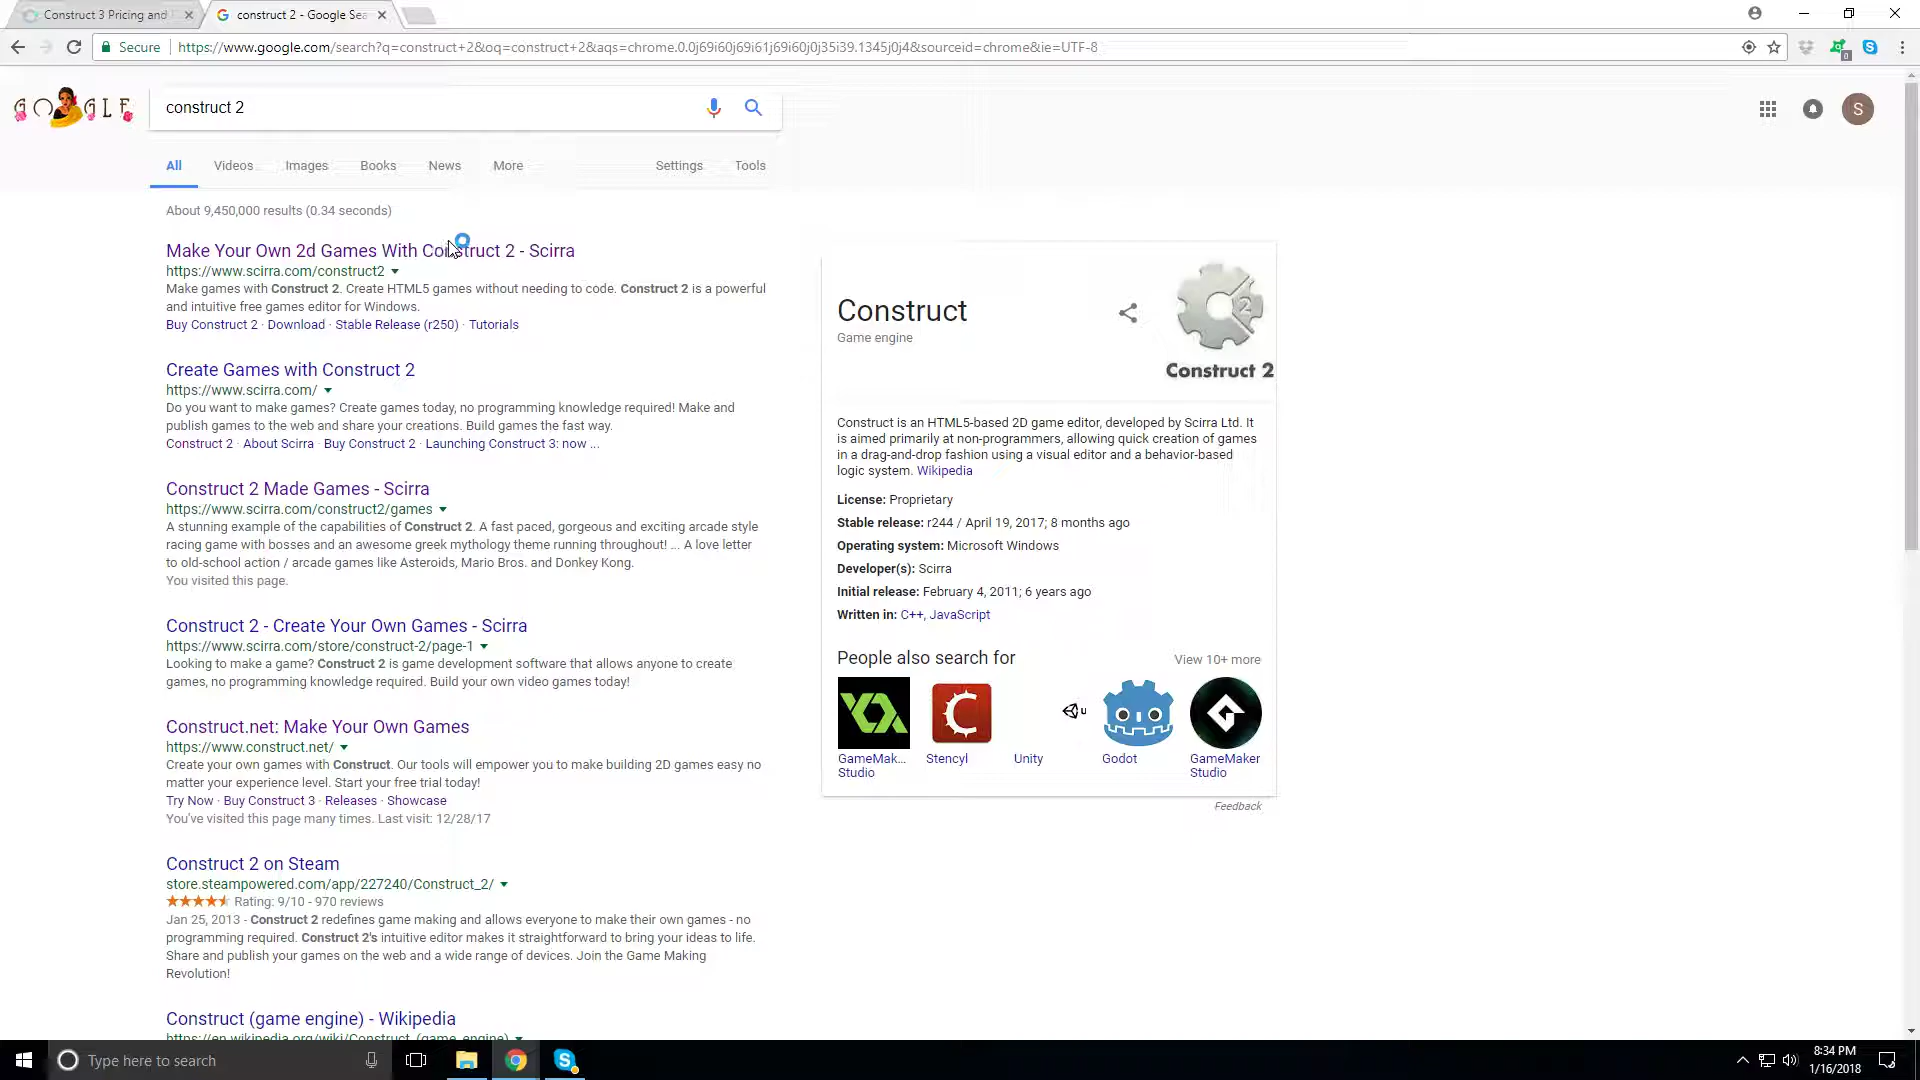 Construct 3 Pricing and
construct 2 - Google Sea
Secure
https://www.google.com/search?q=construct+2&oq=construct+2&aqs=chrome.0.0j69i60j69i61j69i60j0j35i39.1345j0j4&sourceid=chrome&ie=UTF-8
0
GOOGLE
construct 2
S
All
Videos
Images
Books
News
More
Settings
Tools
About 9,450,000 results (0.34 seconds)
Make Your Own 2d Games With Construct 2 - Scirra
https://www.scirra.com/construct2
Make games with Construct 2. Create HTML5 games without needing to code. Construct 2 is a powerful
and intuitive free games editor for Windows.
Buy Construct 2 · Download · Stable Release (r250) · Tutorials
Create Games with Construct 2
https://www.scirra.com/
Do you want to make games? Create games today, no programming knowledge required! Make and
publish games to the web and share your creations. Build games the fast way.
Construct 2 · About Scirra · Buy Construct 2 · Launching Construct 3: now ...
Construct 2 Made Games - Scirra
https://www.scirra.com/construct2/games
A stunning example of the capabilities of Construct 2. A fast paced, gorgeous and exciting arcade style
racing game with bosses and an awesome greek mythology theme running throughout! ... A love letter
to old-school action / arcade games like Asteroids, Mario Bros. and Donkey Kong.
You visited this page.
Construct 2 - Create Your Own Games - Scirra
https://www.scirra.com/store/construct-2/page-1
Looking to make a game? Construct 2 is game development software that allows anyone to create
games, no programming knowledge required. Build your own video games today!
Construct.net: Make Your Own Games
https://www.construct.net/
Create your own games with Construct. Our tools will empower you to make building 2D games easy no
matter your experience level. Start your free trial today!
Try Now · Buy Construct 3 · Releases · Showcase
You've visited this page many times. Last visit: 12/28/17
Construct 2 on Steam
store.steampowered.com/app/227240/Construct_2/
Rating: 9/10 - 970 reviews
Jan 25, 2013 - Construct 2 redefines game making and allows everyone to make their own games - no
programming required. Construct 2's intuitive editor makes it straightforward to bring your ideas to life.
Share and publish your games on the web and a wide range of devices. Join the Game Making
Revolution!
Construct (game engine) - Wikipedia
https://en.wikipedia.org/wiki/Construct_(game_engine)
Construct
Game engine
2
Construct 2
Construct is an HTML5-based 2D game editor, developed by Scirra Ltd. It
is aimed primarily at non-programmers, allowing quick creation of games
in a drag-and-drop fashion using a visual editor and a behavior-based
logic system. Wikipedia
License: Proprietary
Stable release: r244 / April 19, 2017; 8 months ago
Operating system: Microsoft Windows
Developer(s): Scirra
Initial release: February 4, 2011; 6 years ago
Written in: C++, JavaScript
People also search for
View 10+ more
u
GameMak...
Studio
Stencyl
Unity
Godot
GameMaker
Studio
Feedback
Type here to search
8:34 PM
1/16/2018